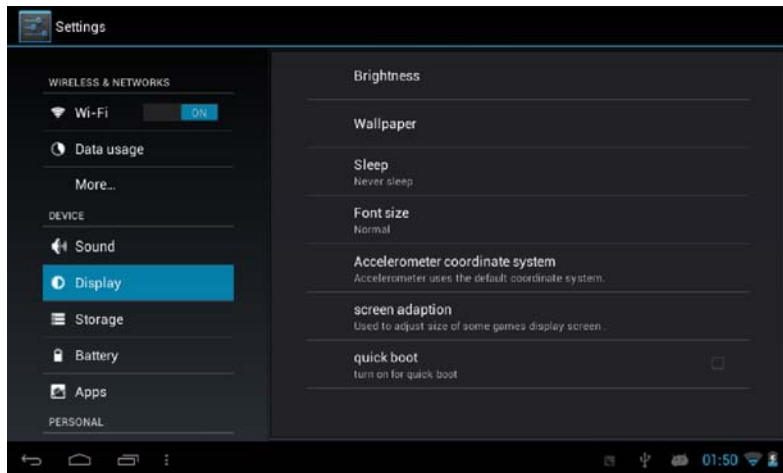 Settings
WIRELESS & NETWORKS
Wi-Fi ON
Data usage
More...
DEVICE
Sound
Display
Storage
Battery
Apps
PERSONAL
Brightness
Wallpaper
Sleep
Never sleep
Font size
Normal
Accelerometer coordinate system
Accelerometer uses the default coordinate system.
screen adaption
Used to adjust size of some games display screen .
quick boot
turn on for quick boot
01:50